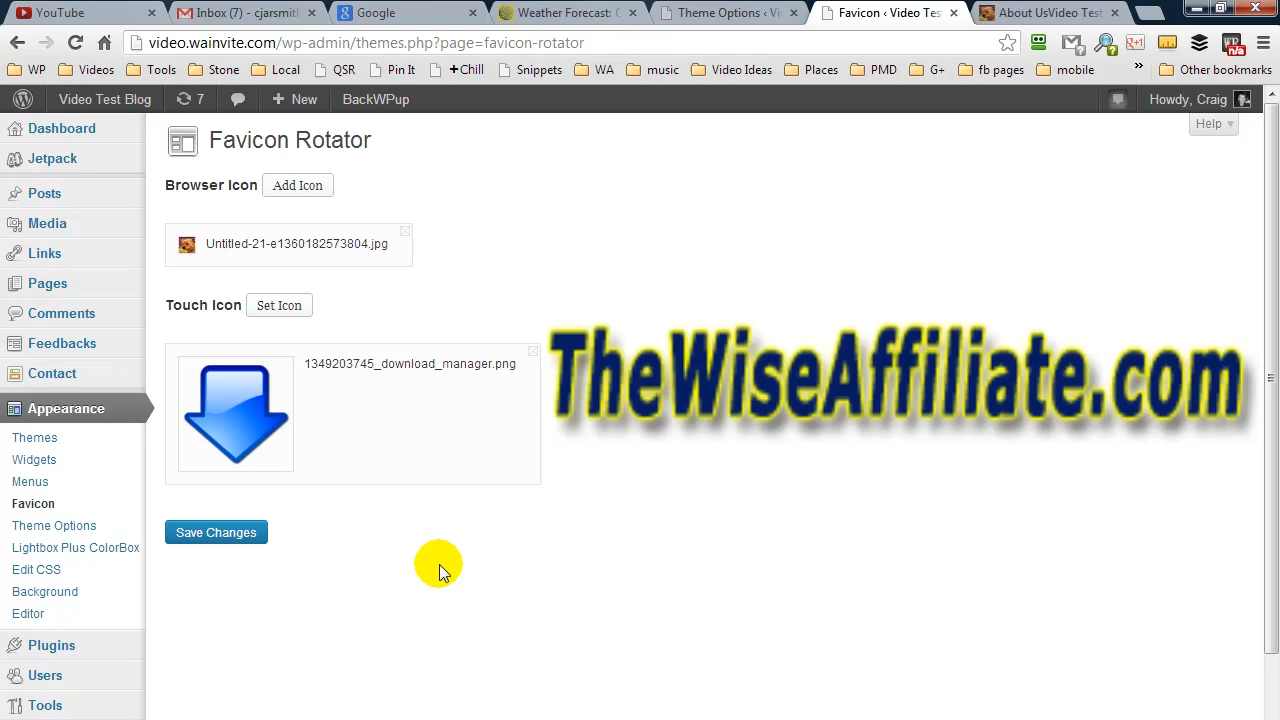 YouTube
Inbox (7) - cjarsmith
Google
Weather Forecast: C
Theme Options ‹ Vi
Favicon ‹ Video Tes
About UsVideo Test
video.wainvite.com/wp-admin/themes.php?page=faviconrotator
WP
Videos
Tools
Stone
Local
QSR
Pin It
+Chill
Snippets
WA
music
Video Ideas
Places
PMD
G+
fb pages
mobile
»
Other bookmarks
Video Test Blog
7
+ New
BackWPup
Howdy, Craig
Help
Dashboard
Jetpack
Posts
Media
Links
Pages
Comments
Feedbacks
Contact
Appearance
Themes
Widgets
Menus
Favicon
Theme Options
Lightbox Plus ColorBox
Edit CSS
Background
Editor
Plugins
Users
Tools
Favicon Rotator
Browser Icon Add Icon
Untitled-21-e1360182573804.jpg
Touch Icon Set Icon
1349203745_download_manager.png
TheWiseAffiliate.com
Save Changes